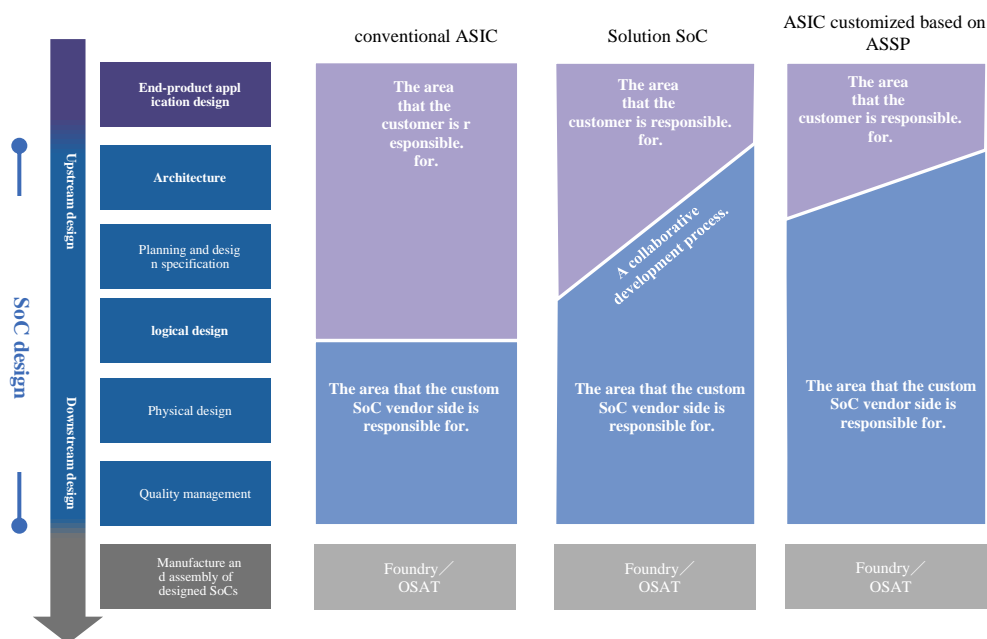 conventional ASIC
Solution SoC
ASIC customized based on
ASSP
SoC design
Upstream design
Downstream design
End-product appl
ication design
Architecture
Planning and desig
n specification
logical design
Physical design
Quality management
Manufacture an
d assembly of
designed SoCs
The area
that the
customer is r
esponsible.
for.
The area that the custom
SoC vendor side is
responsible for.
Foundry／
OSAT
The area
that the
customer is responsible.
for.
A collaborative
development process.
The area that the custom
SoC vendor side is
responsible for.
Foundry／
OSAT
The area
that the
customer is responsible.
for.
The area that the custom
SoC vendor side is
responsible for.
Foundry／
OSAT